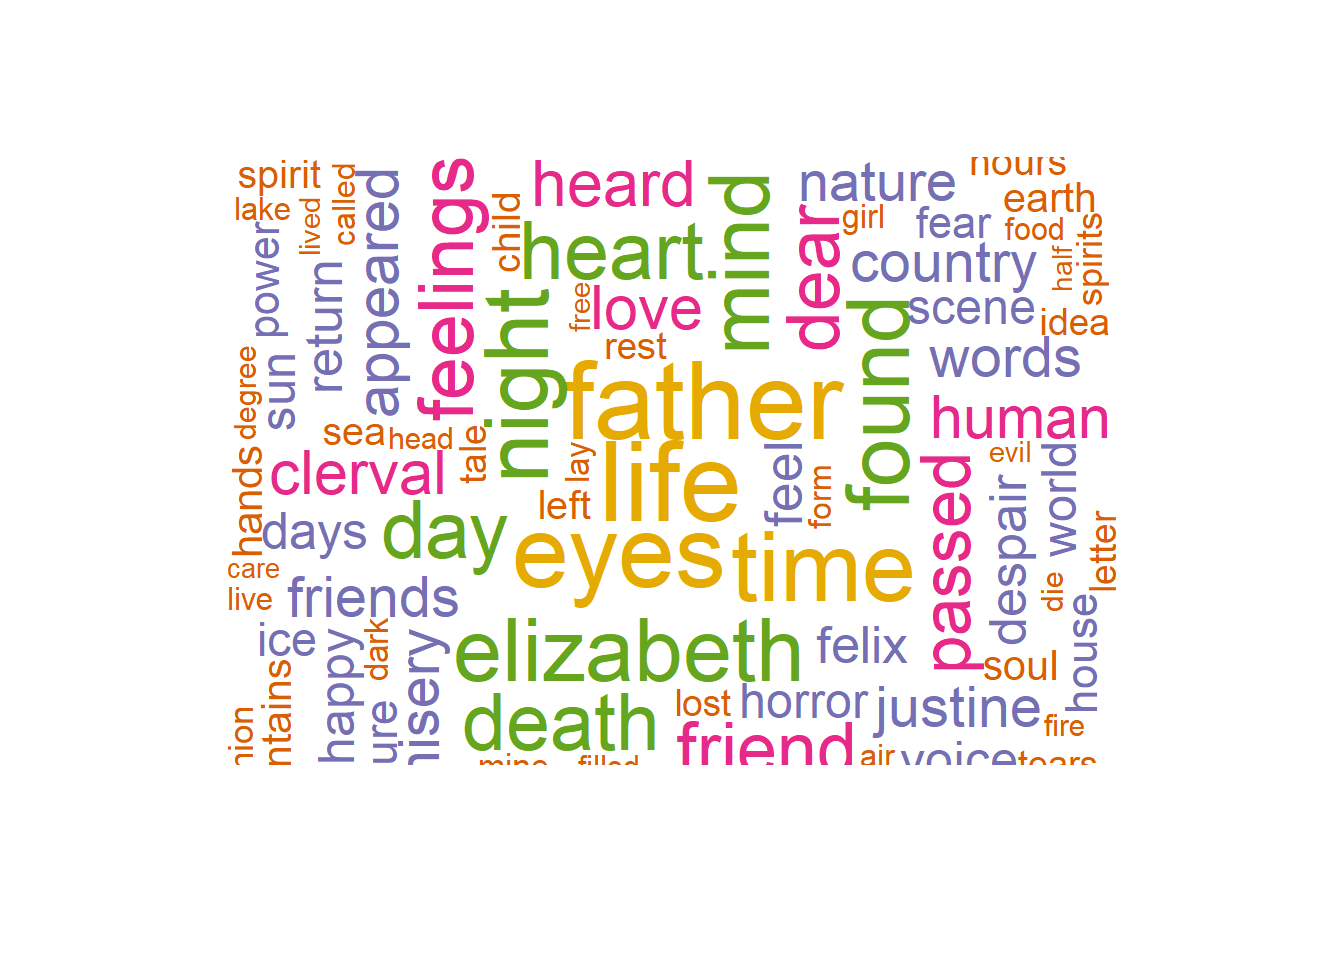 spirit
lake
lived
called
power
return
sun
degree
appeared
feelings
child
heard
heart
mind
dear
girl
nature
hours
earth
fear
food
country
half
spirits
scene
idea
words
human
free
love
rest
night
father
found
sea
head
tale
clerval
hands
lay
life
left
feel
form
evil
world
passed
despair
letter
die
days
day
eyes
time
care
live
friends
ice
happy
dark
elizabeth
felix
soul
house
death
lost
horror
justine
fire
friend
air
voice
tears
mine
filled
isery
ure
ntains
nion